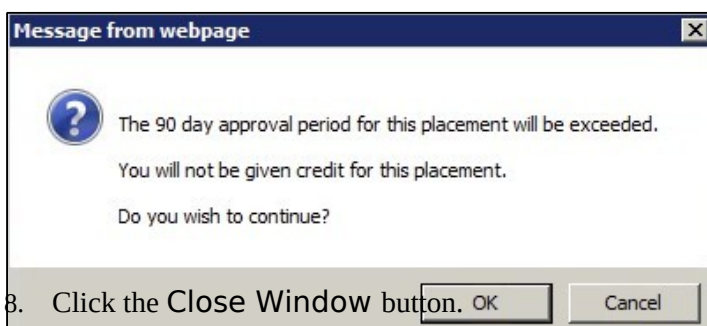 Message from webpage
The 90 day approval period for this placement will be exceeded.
You will not be given credit for this placement.
Do you wish to continue?
8. Click the Close Window button.
OK Cancel